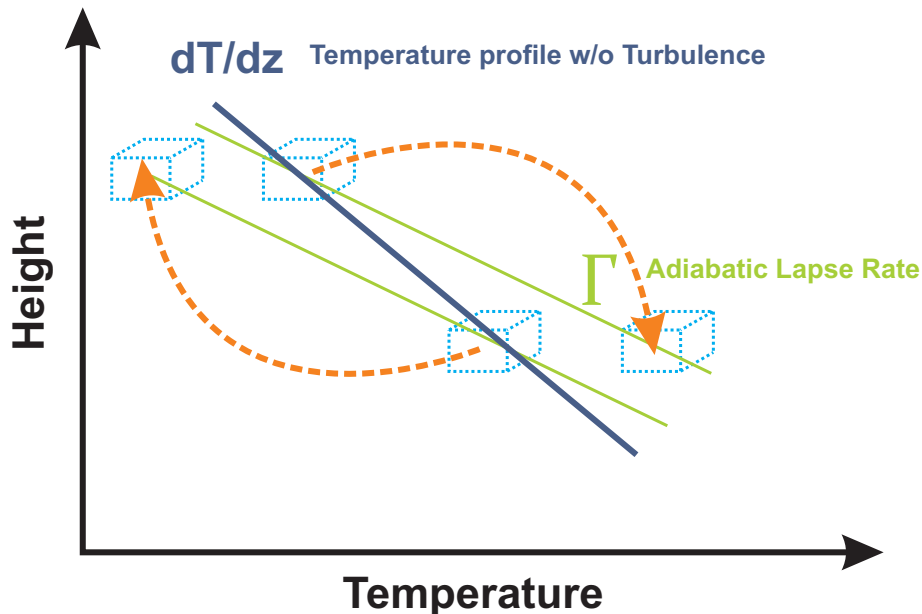 dT/dz Temperature profile w/o Turbulence
Γ Adiabatic Lapse Rate
Height
Temperature